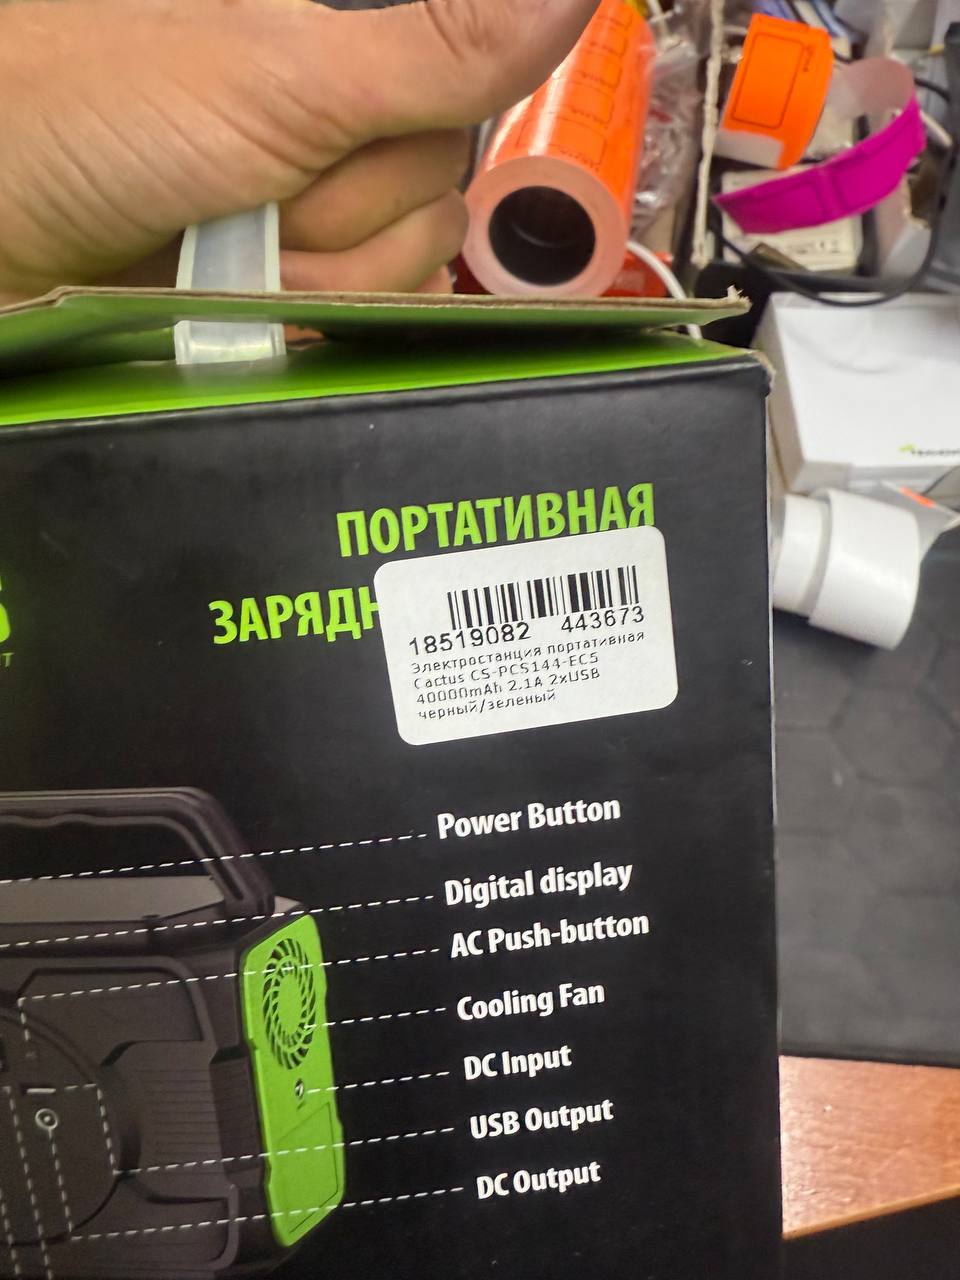 ПОРТАТИВНАЯ
ЗАРЯДН
18519082 443673
Электростанция портативная
Cactus CS-PCS144-EC5
40000mAh 2.1A 2xUSB
черный/зеленый
Power Button
Digital display
AC Push-button
Cooling Fan
DC Input
USB Output
DC Output